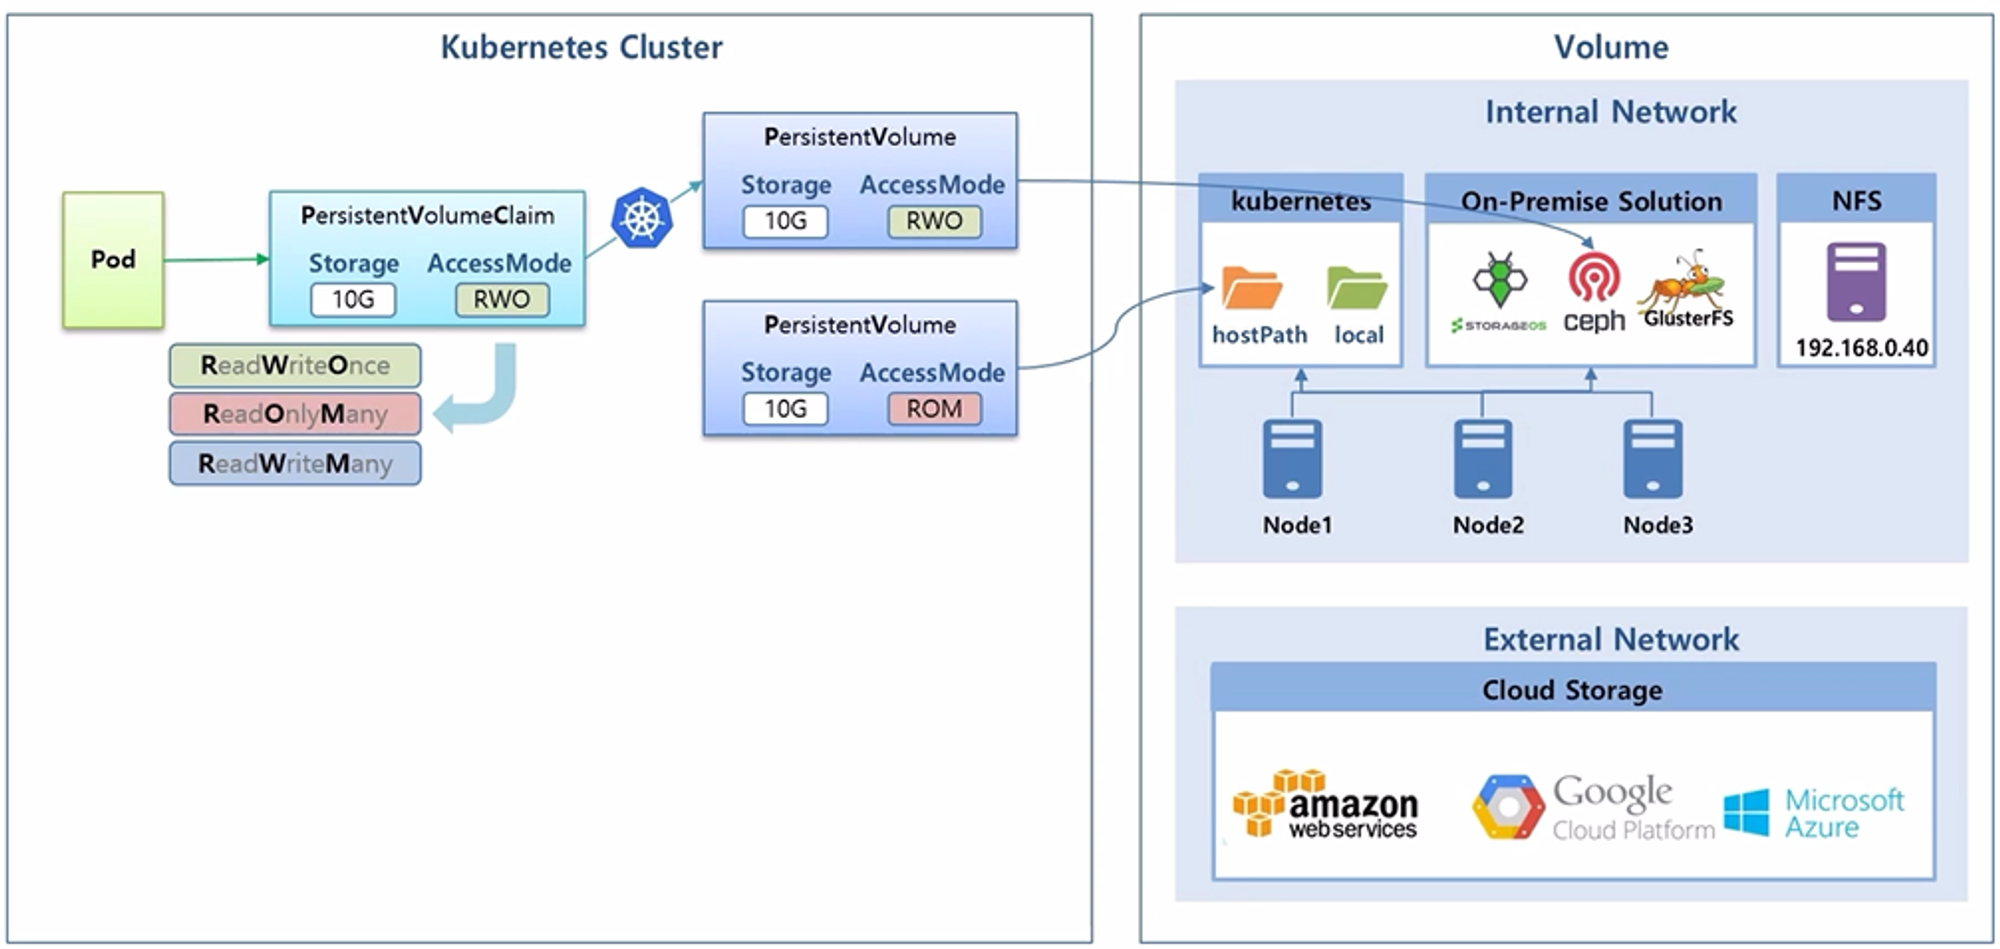 Kubernetes Cluster
Pod
PersistentVolumeClaim
Storage AccessMode
10G RWO
ReadWriteOnce
ReadOnlyMany
ReadWriteMany
PersistentVolume
Storage AccessMode
10G RWO
PersistentVolume
Storage AccessMode
10G ROM
Volume
Internal Network
kubernetes
hostPath local
On-Premise Solution
STORAGEOS ceph GlusterFS
NFS
192.168.0.40
Node1 Node2 Node3
External Network
Cloud Storage
amazon
webservices
Google
Cloud Platform
Microsoft
Azure